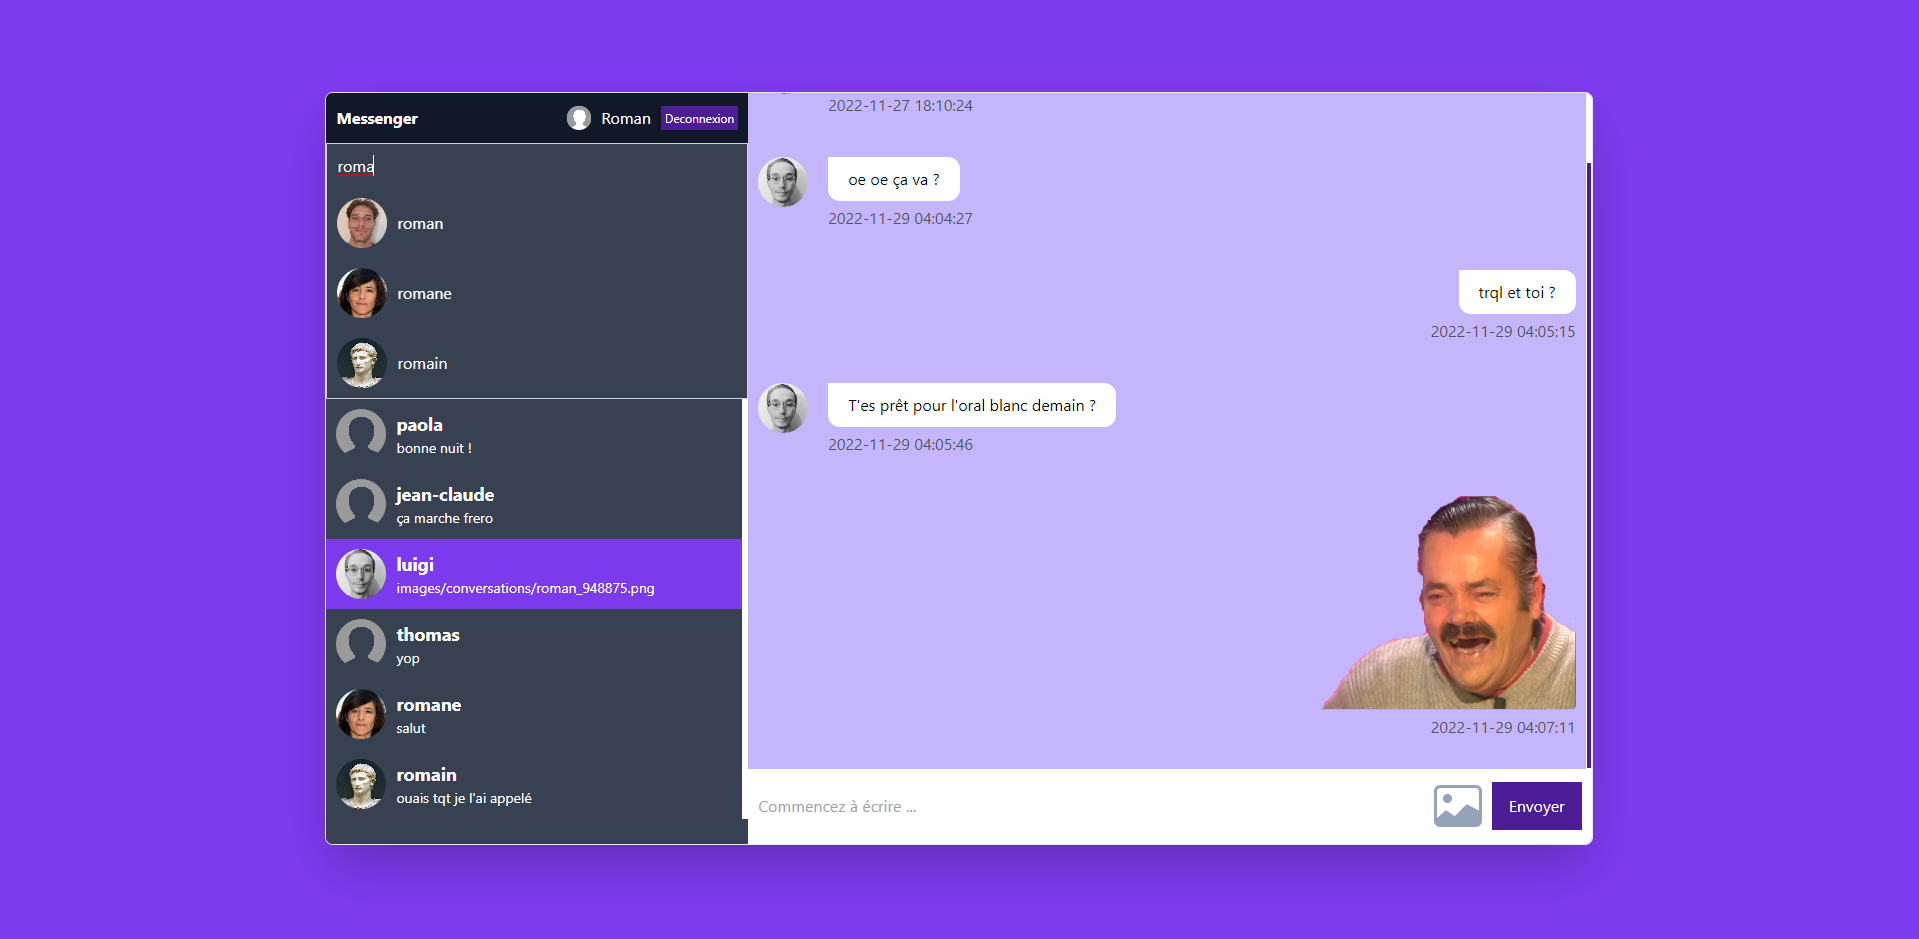 Messenger
Roman
Deconnexion
roma
roman
romane
romain
paola
bonne nuit !
jean-claude
ça marche frero
luigi
images/conversations/roman_948875.png
thomas
yop
romane
salut
romain
ouais tqt je l'ai appelé
2022-11-27 18:10:24
oe oe ça va ?
2022-11-29 04:04:27
trql et toi ?
2022-11-29 04:05:15
T'es prêt pour l'oral blanc demain ?
2022-11-29 04:05:46
2022-11-29 04:07:11
Commencez à écrire ...
Envoyer